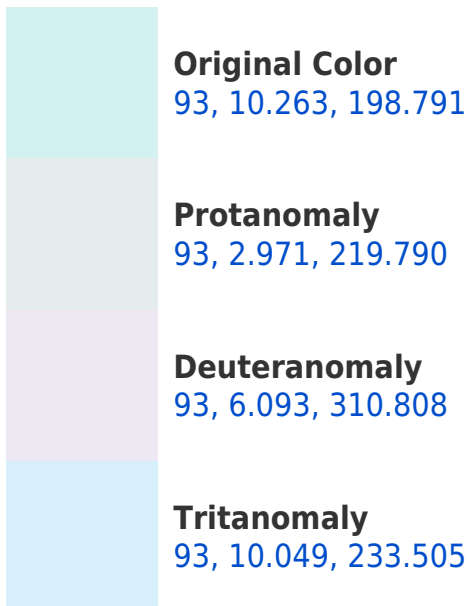 Original Color
93, 10.263, 198.791
Protanomaly
93, 2.971, 219.790
Deuteranomaly
93, 6.093, 310.808
Tritanomaly
93, 10.049, 233.505